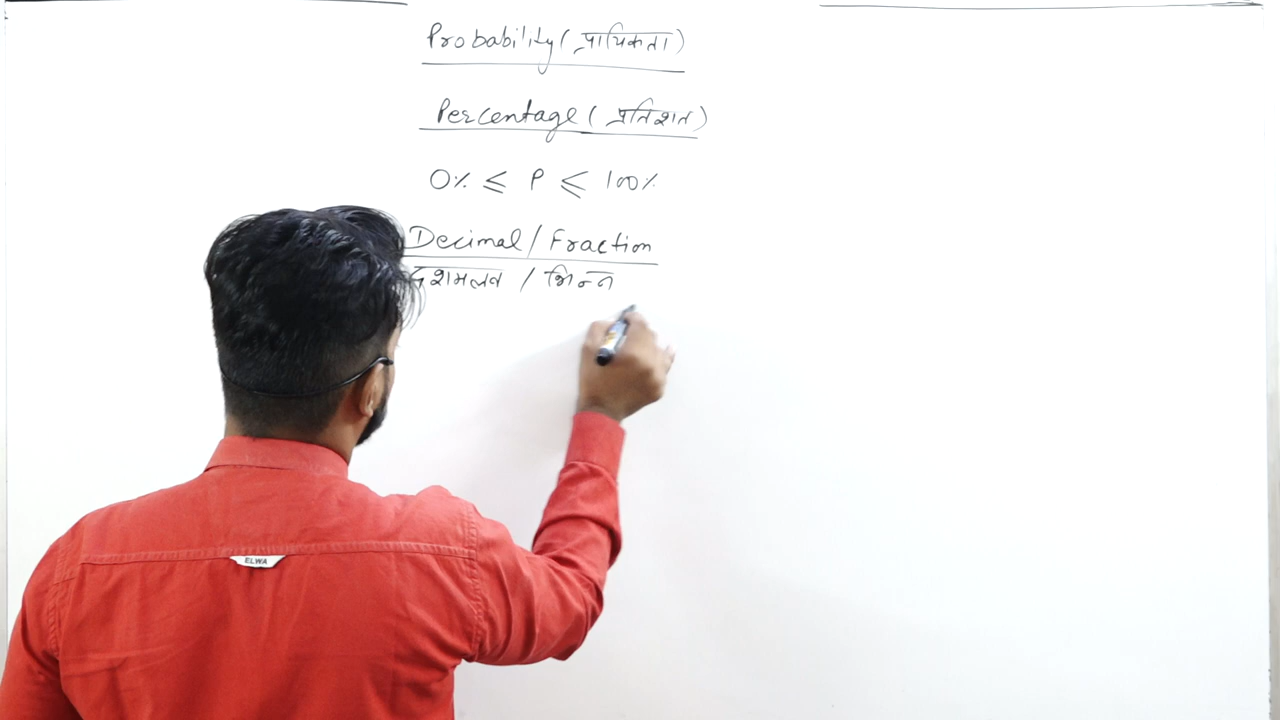 Probability (प्रायिकता)
Percentage (प्रतिशत)
0% ≤ P ≤ 100%
Decimal / Fraction
दशमलव / भिन्न
ELWA